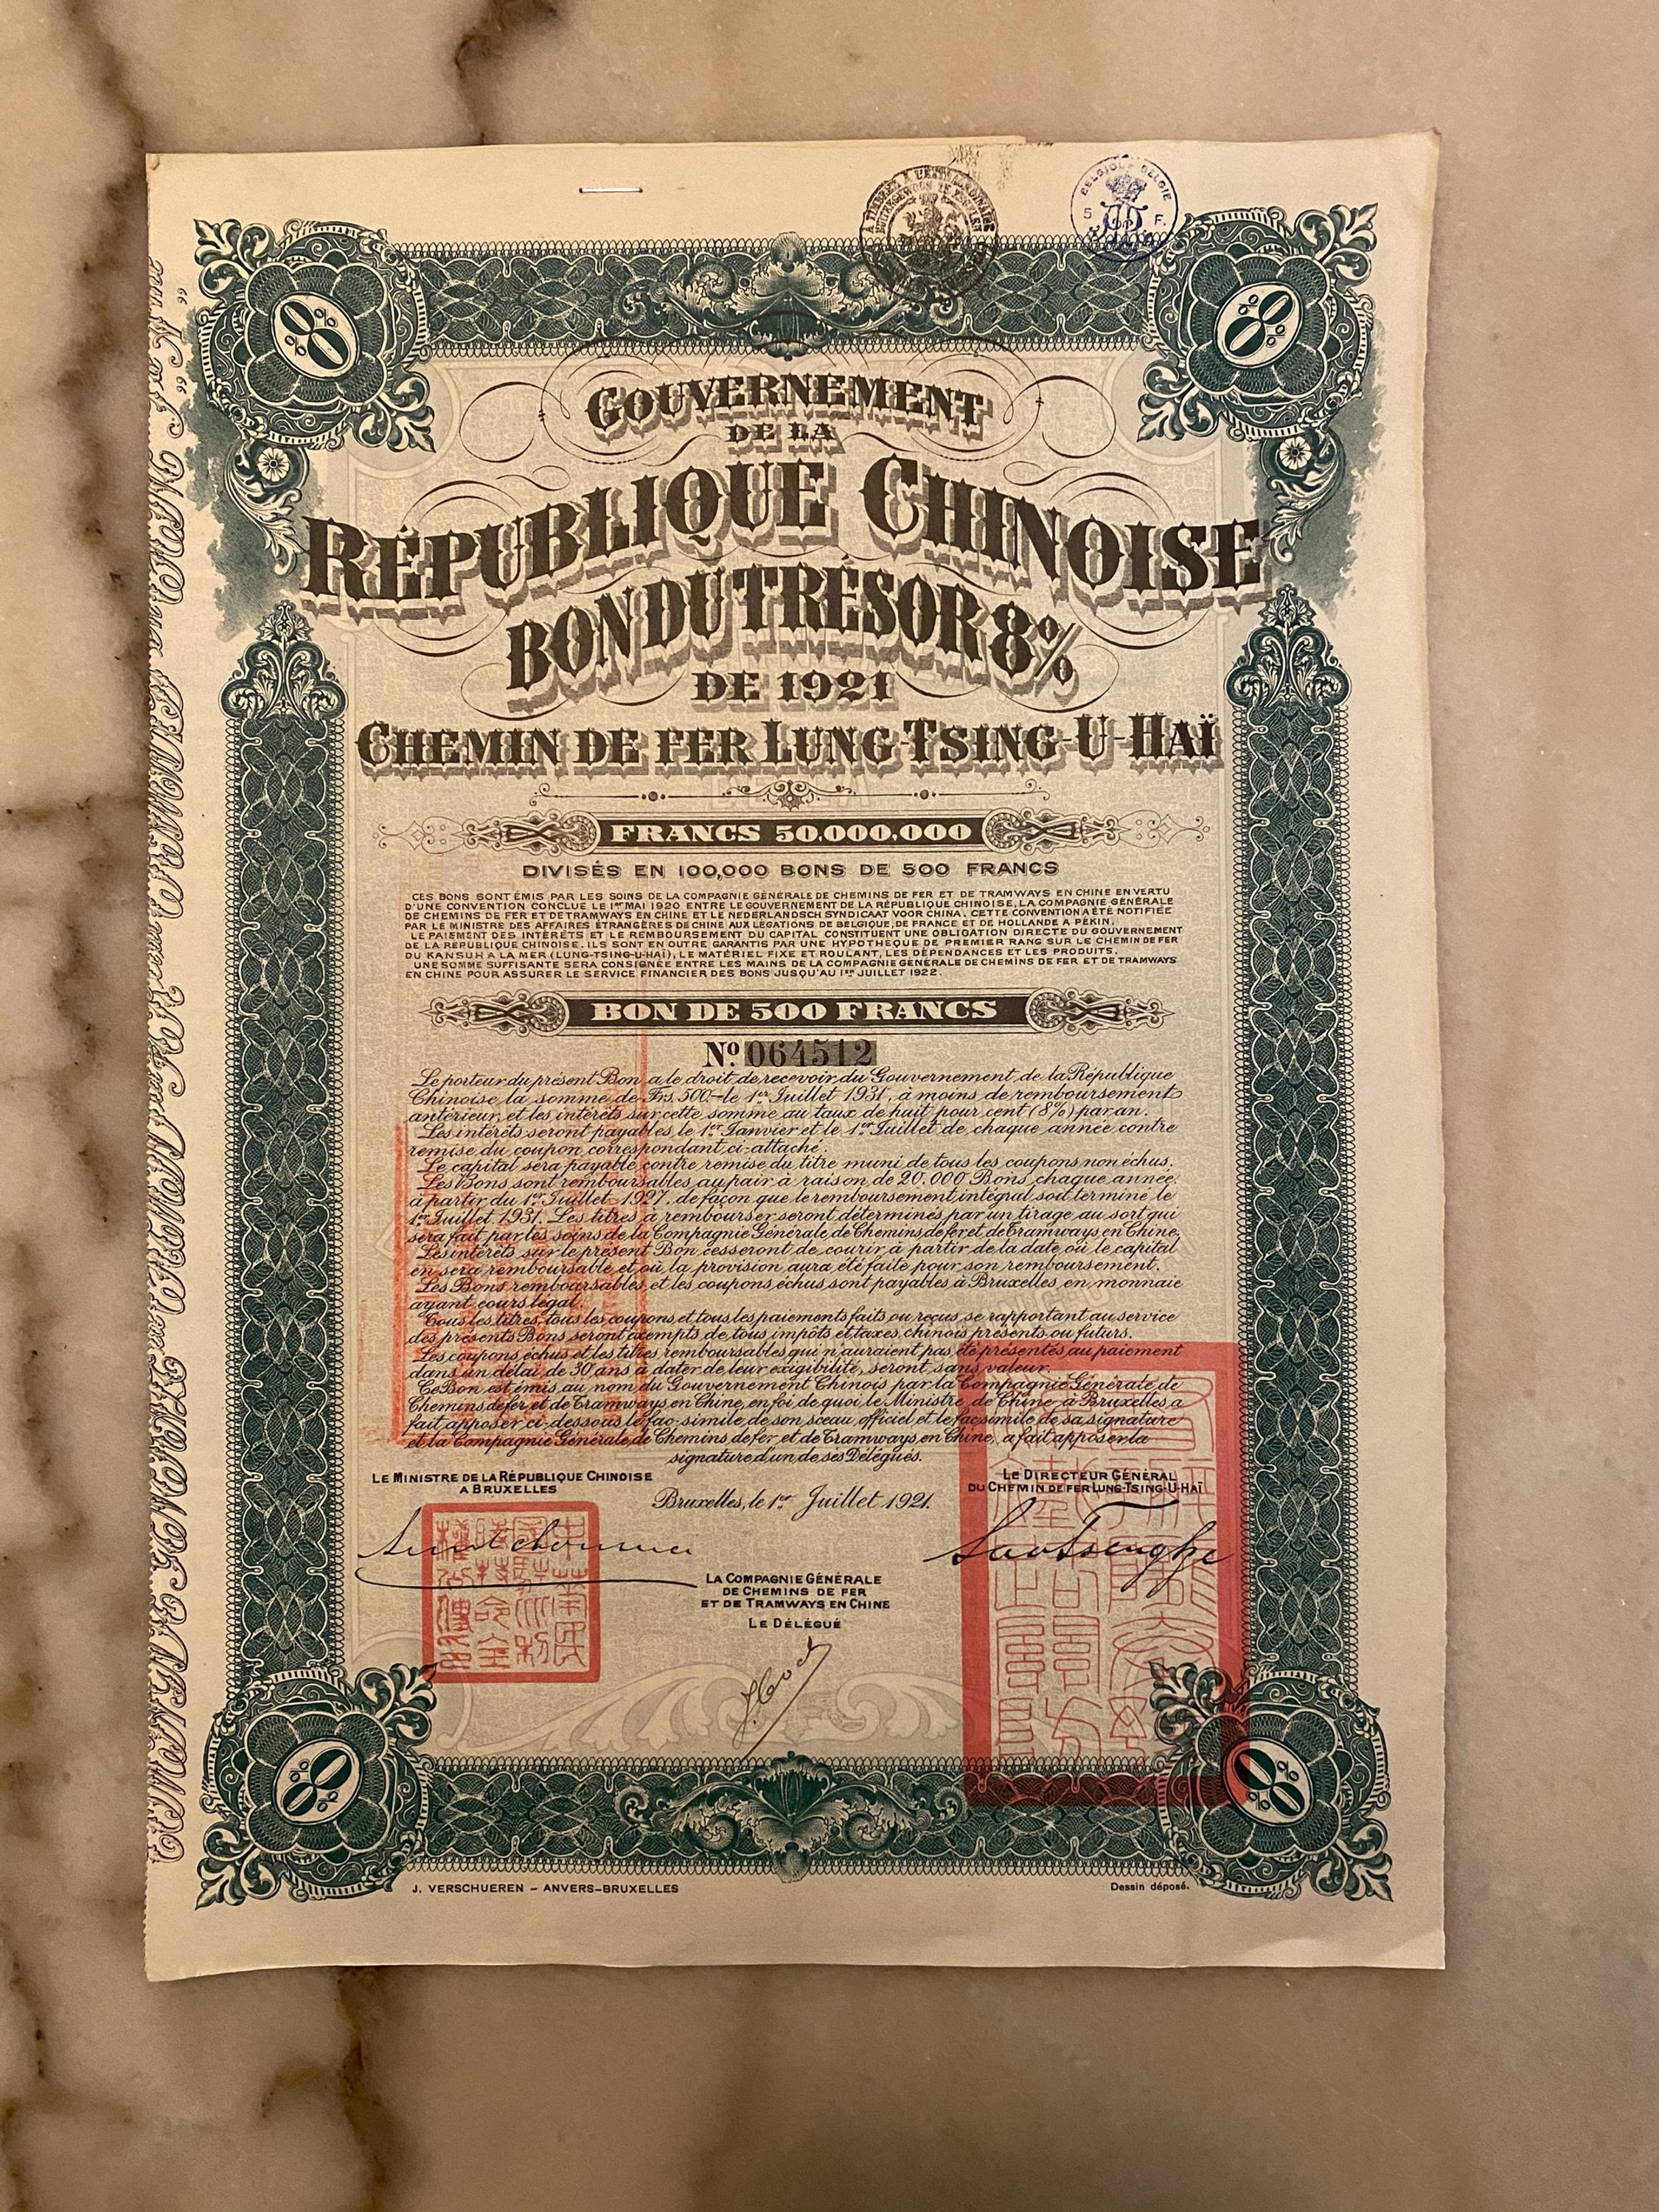 BELGIQUE BELGIE
5 F.
8%
8%
GOUVERNEMENT
DE LA
RÉPUBLIQUE CHINOISE
BON DU TRÉSOR 8%
DE 1921
CHEMIN DE FER LUNG-TSING-U-HAÏ
FRANCS 50.000.000
DIVISÉS EN 100,000 BONS DE 500 FRANCS
CES BONS SONT ÉMIS PAR LES SOINS DE LA COMPAGNIE GÉNÉRALE DE CHEMINS DE FER ET DE TRAMWAYS EN CHINE EN VERTU
D'UNE CONVENTION CONCLUE LE 1er MAI 1920 ENTRE LE GOUVERNEMENT DE LA RÉPUBLIQUE CHINOISE, LA COMPAGNIE GÉNÉRALE
DE CHEMINS DE FER ET DE TRAMWAYS EN CHINE ET LE NEDERLANDSCH SYNDICAAT VOOR CHINA. CETTE CONVENTION A ÉTÉ NOTIFIÉE
PAR LE MINISTRE DES AFFAIRES ÉTRANGÈRES DE CHINE AUX LÉGATIONS DE BELGIQUE, DE FRANCE ET DE HOLLANDE A PÉKIN.
LE PAIEMENT DES INTÉRÊTS ET LE REMBOURSEMENT DU CAPITAL CONSTITUENT UNE OBLIGATION DIRECTE DU GOUVERNEMENT
DE LA RÉPUBLIQUE CHINOISE. ILS SONT EN OUTRE GARANTIS PAR UNE HYPOTHÈQUE DE PREMIER RANG SUR LE CHEMIN DE FER
DU KANSUH A LA MER (LUNG-TSING-U-HAÏ), LE MATÉRIEL FIXE ET ROULANT, LES DÉPENDANCES ET LES PRODUITS.
UNE SOMME SUFFISANTE SERA CONSIGNÉE ENTRE LES MAINS DE LA COMPAGNIE GÉNÉRALE DE CHEMINS DE FER ET DE TRAMWAYS
EN CHINE POUR ASSURER LE SERVICE FINANCIER DES BONS JUSQU'AU 1er JUILLET 1922.
BON DE 500 FRANCS
No. 064512
Le porteur du présent Bon a le droit de recevoir du Gouvernement de la République
Chinoise la somme de Frs. 500.- le 1er Juillet 1931, à moins de remboursement
antérieur, et les intérêts sur cette somme au taux de huit pour cent (8%) par an.
Les intérêts seront payables le 1er Janvier et le 1er Juillet de chaque année contre
remise du coupon correspondant ci-attaché.
Le capital sera payable contre remise du titre muni de tous les coupons non échus.
Les Bons sont remboursables au pair à raison de 20.000 Bons chaque année,
à partir du 1er Juillet 1927, de façon que le remboursement intégral soit terminé le
1er Juillet 1931. Les titres à rembourser seront déterminés par un tirage au sort qui
sera fait par les soins de la Compagnie Générale de Chemins de fer et de Tramways en Chine.
Les intérêts sur le présent Bon cesseront de courir à partir de la date où le capital
en sera remboursable et où la provision aura été faite pour son remboursement.
Les Bons remboursables et les coupons échus sont payables à Bruxelles en monnaie
ayant cours légal.
Tous les titres, tous les coupons et tous les paiements faits ou reçus se rapportant au service
des présents Bons seront exempts de tous impôts et taxes chinois présents ou futurs.
Les coupons échus et les titres remboursables qui n'auraient pas été présentés au paiement
dans un délai de 30 ans à dater de leur exigibilité, seront sans valeur.
Ce Bon est émis au nom du Gouvernement Chinois par la Compagnie Générale de
Chemins de fer et de Tramways en Chine, en foi de quoi le Ministre de Chine à Bruxelles a
fait apposer ci-dessous le fac-simile de son sceau officiel et le facsimile de sa signature
et la Compagnie Générale de Chemins de fer et de Tramways en Chine, a fait apposer la
signature d'un de ses Délégués.
LE MINISTRE DE LA RÉPUBLIQUE CHINOISE
A BRUXELLES
Bruxelles, le 1er Juillet 1921.
LE DIRECTEUR GÉNÉRAL
DU CHEMIN DE FER LUNG-TSING-U-HAÏ
LA COMPAGNIE GÉNÉRALE
DE CHEMINS DE FER
ET DE TRAMWAYS EN CHINE
LE DÉLÉGUÉ
8%
8%
J. VERSCHUEREN - ANVERS-BRUXELLES
Dessin déposé.